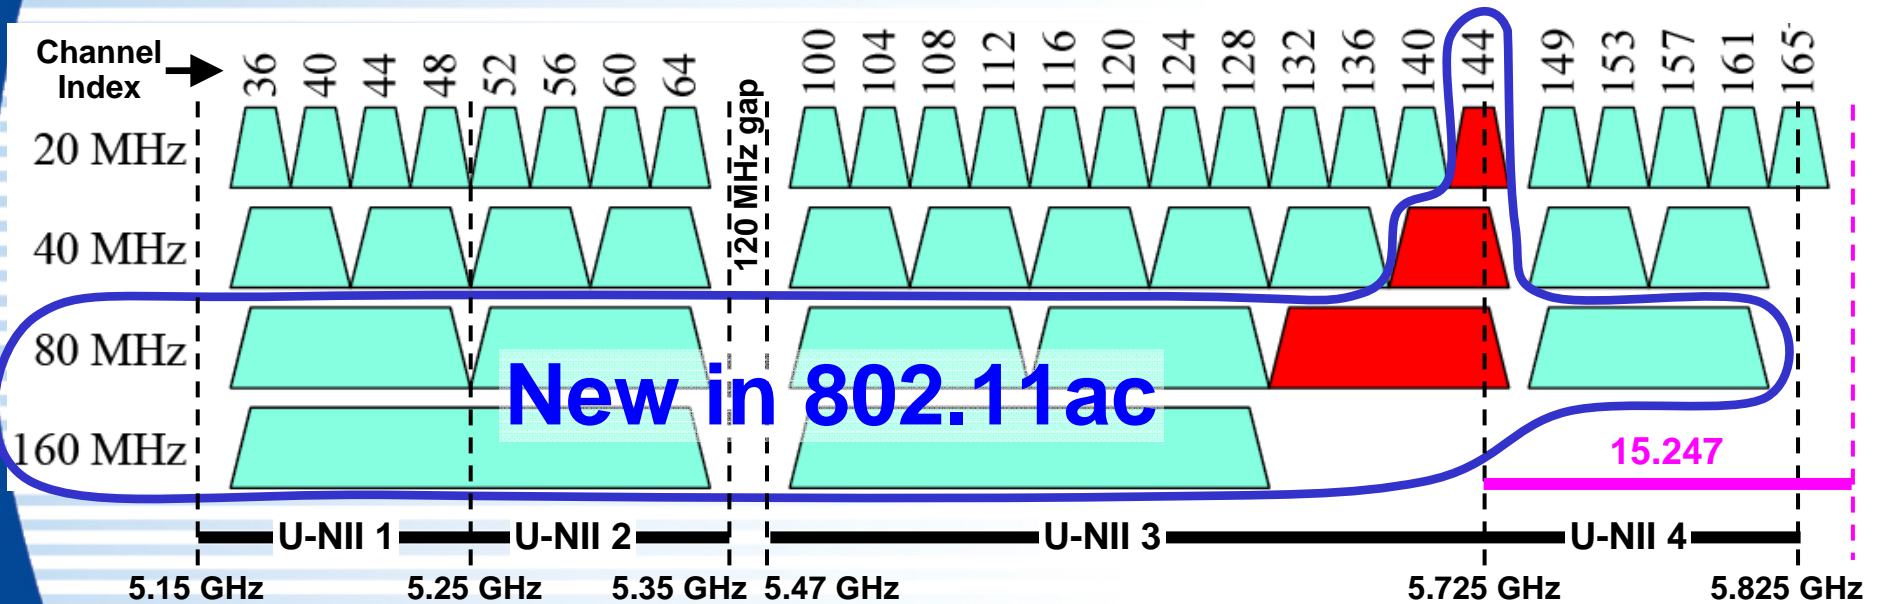 Channel
Index
36 40 44 48 52 56 60 64 100 104 108 112 116 120 124 128 132 136 140 144 149 153 157 161 165
20 MHz
120 MHz gap
40 MHz
80 MHz
New in 802.11ac
160 MHz
15.247
U-NII 1 U-NII 2 U-NII 3 U-NII 4
5.15 GHz 5.25 GHz 5.35 GHz 5.47 GHz 5.725 GHz 5.825 GHz